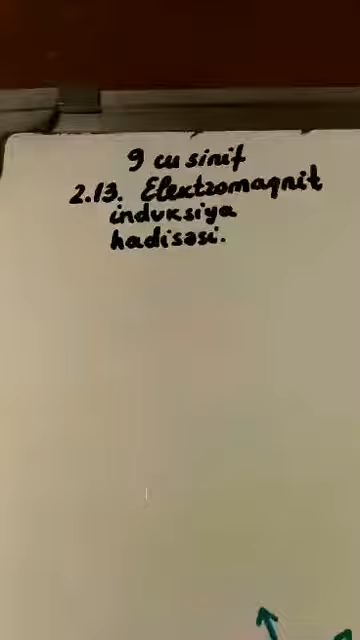 9 cu sinif
2.13. Elektromaqnit
induksiya
hadisəsi.